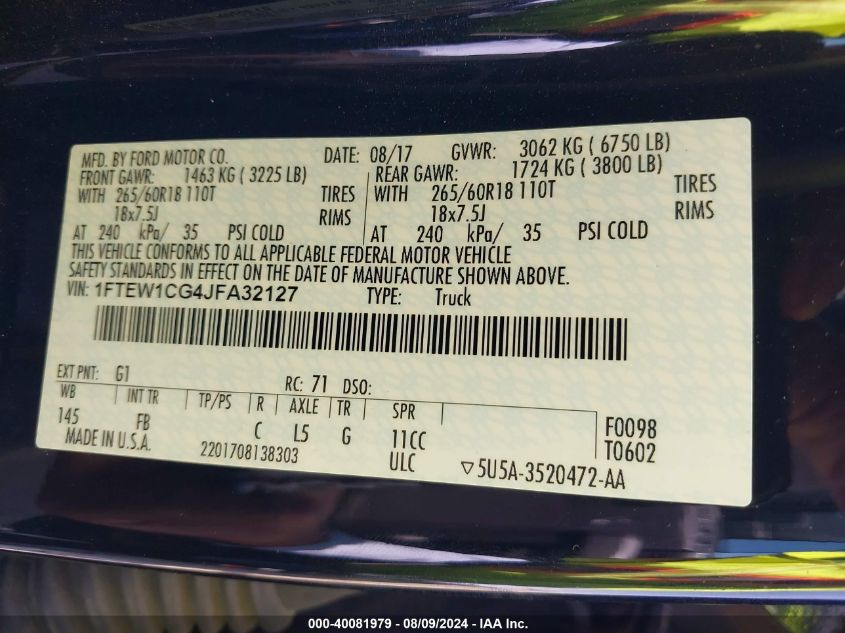 MFD. BY FORD MOTOR CO. DATE: 08/17 GVWR: 3062 KG ( 6750 LB)
FRONT GAWR: 1463 KG ( 3225 LB) REAR GAWR: 1724 KG ( 3800 LB)
WITH 265/60R18 110T TIRES WITH 265/60R18 110T TIRES
18x7.5J RIMS 18x7.5J RIMS
AT 240 kPa/ 35 PSI COLD AT 240 kPa/ 35 PSI COLD
THIS VEHICLE CONFORMS TO ALL APPLICABLE FEDERAL MOTOR VEHICLE
SAFETY STANDARDS IN EFFECT ON THE DATE OF MANUFACTURE SHOWN ABOVE.
VIN: 1FTEW1CG4JFA32127 TYPE: Truck
EXT PNT: G1 RC: 71 DSO:
WB INT TR TP/PS R AXLE TR SPR
145 FB C L5 G 11CC F0098
MADE IN U.S.A. 2201708138303 ULC T0602
▽5U5A-3520472-AA
000-40081979 / 08/09/2024 - IAA Inc.